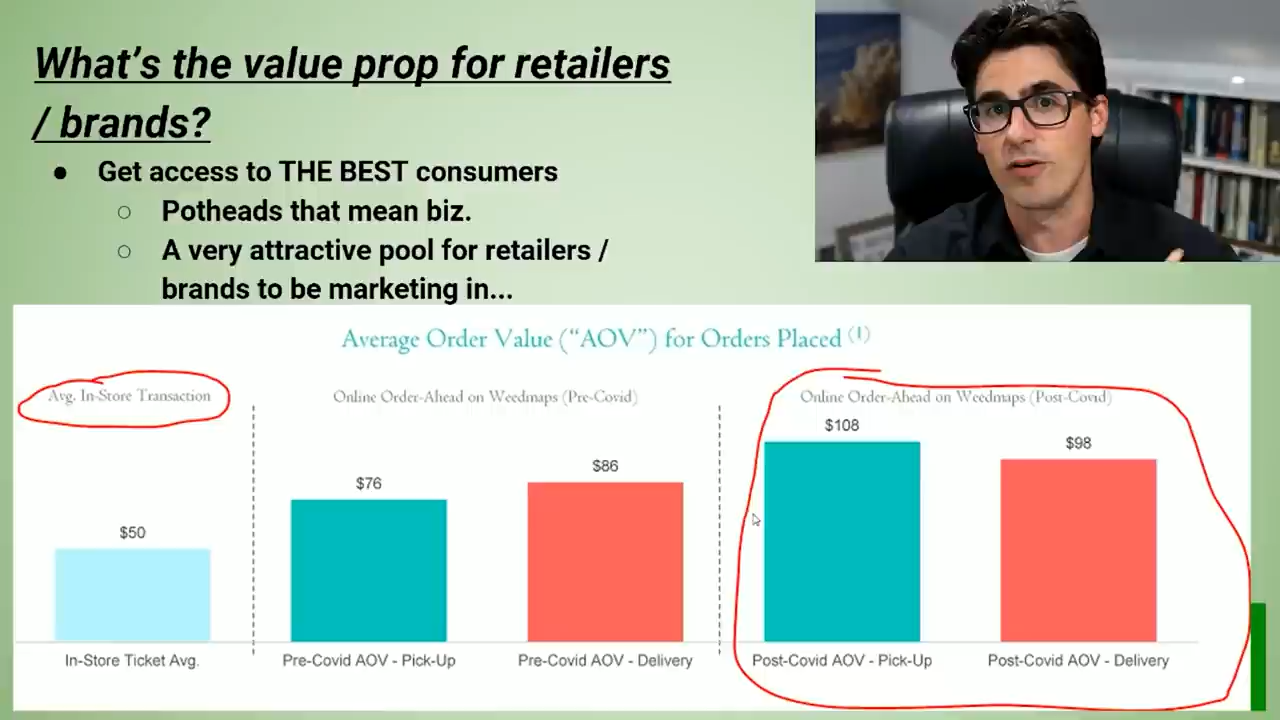 What’s the value prop for retailers
/ brands?
● Get access to THE BEST consumers
○ Potheads that mean biz.
○ A very attractive pool for retailers /
brands to be marketing in...
Average Order Value (“AOV”) for Orders Placed (1)
Avg. In-Store Transaction
Online Order-Ahead on Weedmaps (Pre-Covid)
Online Order-Ahead on Weedmaps (Post-Covid)
$50
$76
$86
$108
$98
In-Store Ticket Avg.
Pre-Covid AOV - Pick-Up
Pre-Covid AOV - Delivery
Post-Covid AOV - Pick-Up
Post-Covid AOV - Delivery